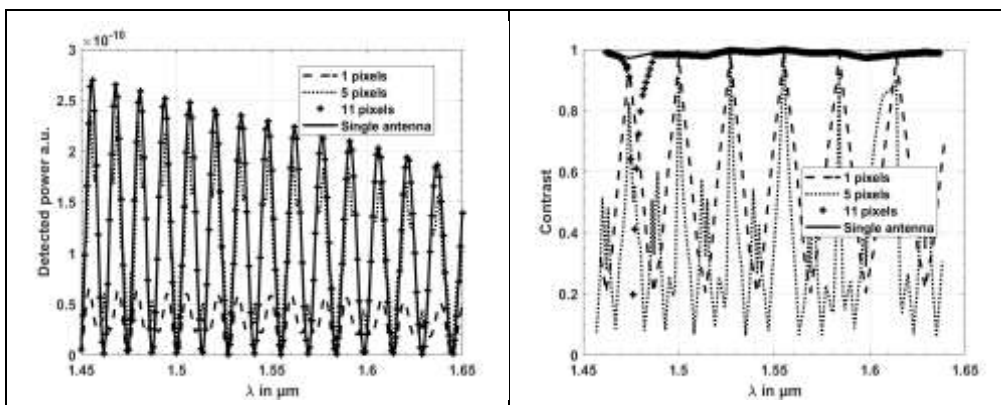 ×10⁻¹⁰
3
2.5
2
1.5
1
0.5
0
1.45
1.5
1.55
1.6
1.65
Detected power a.u.
λ in μm
1 pixels
5 pixels
11 pixels
Single antenna
1
0.8
0.6
0.4
0.2
0
1.45
1.5
1.55
1.6
1.65
Contrast
λ in μm
1 pixels
5 pixels
11 pixels
Single antenna